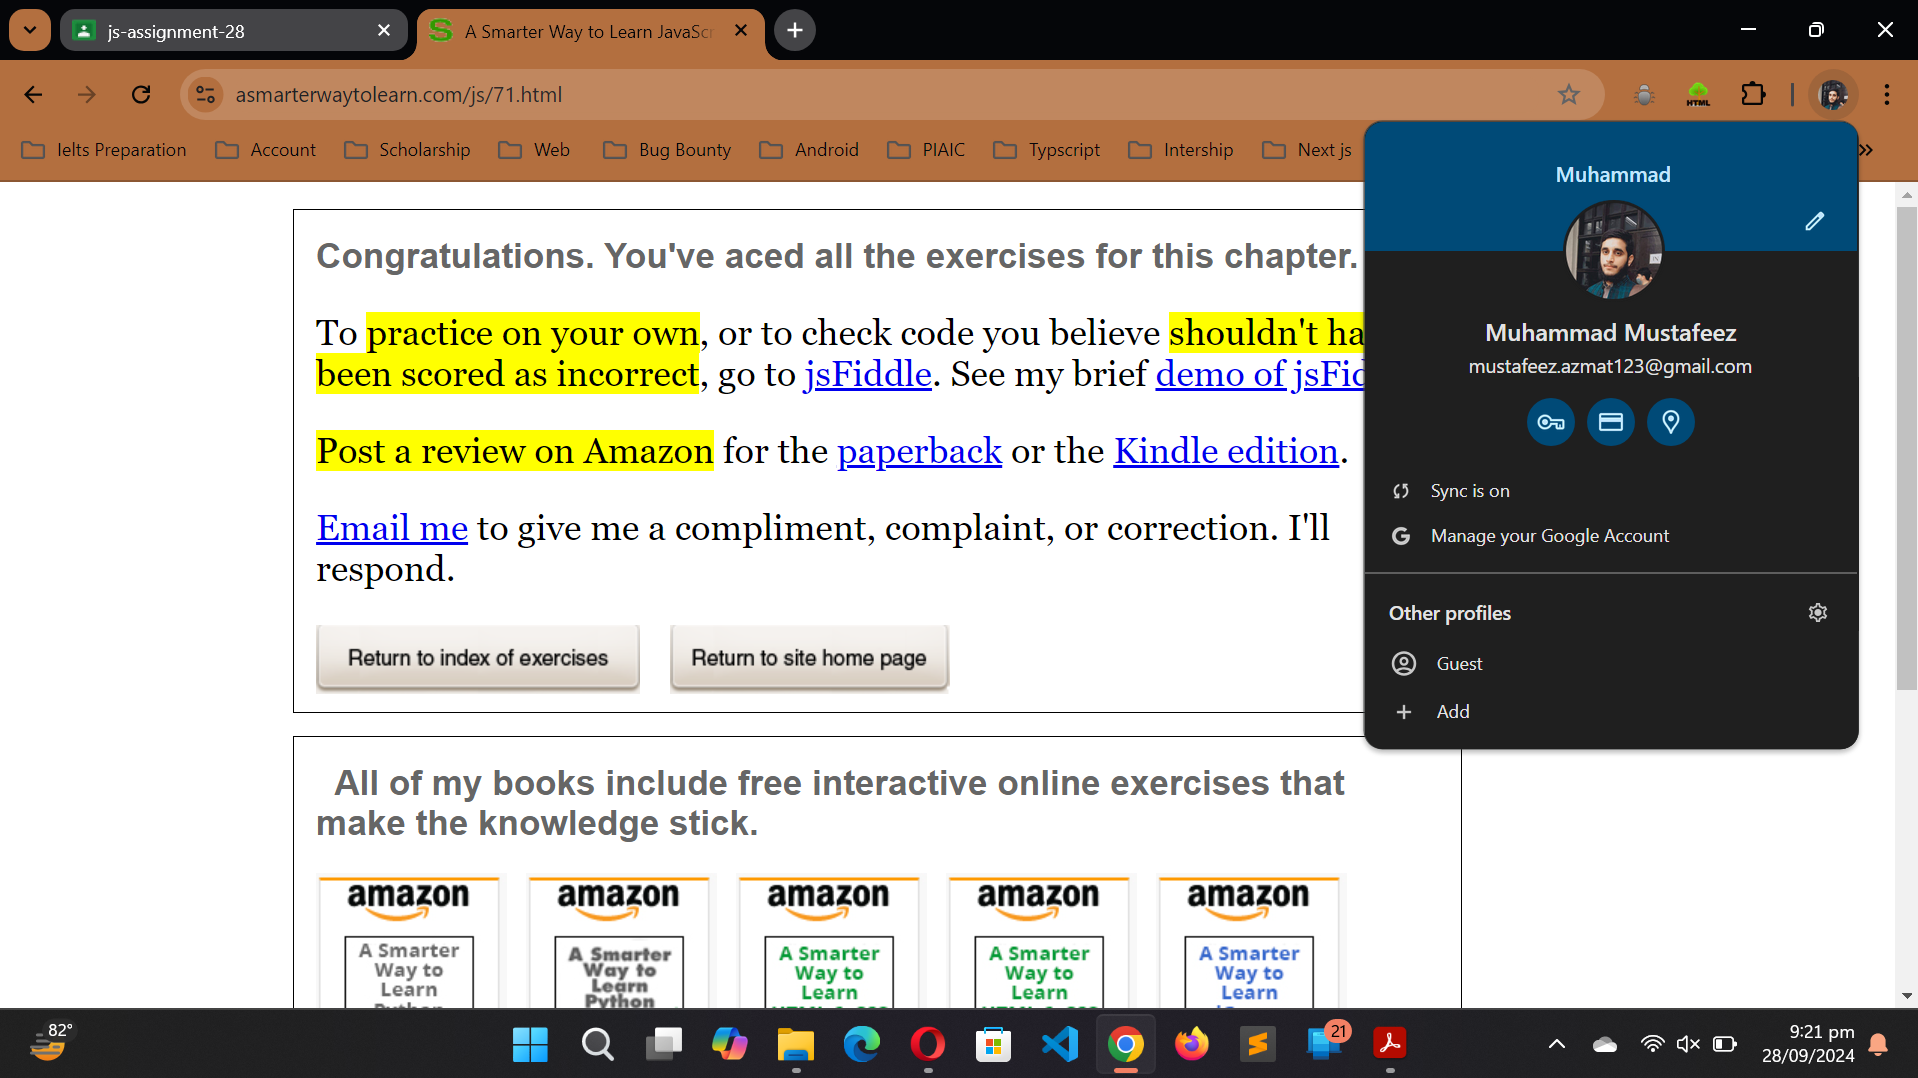 js-assignment-28
A Smarter Way to Learn JavaScr
asmarterwaytolearn.com/js/71.html
HTML
Ielts Preparation
Account
Scholarship
Web
Bug Bounty
Android
PIAIC
Typscript
Intership
Next js
Congratulations. You've aced all the exercises for this chapter.
To practice on your own, or to check code you believe shouldn't ha
been scored as incorrect, go to jsFiddle. See my brief demo of jsFid
Post a review on Amazon for the paperback or the Kindle edition.
Email me to give me a compliment, complaint, or correction. I'll
respond.
Return to index of exercises
Return to site home page
Muhammad
Muhammad Mustafeez
mustafeez.azmat123@gmail.com
Sync is on
Manage your Google Account
Other profiles
Guest
Add
All of my books include free interactive online exercises that
make the knowledge stick.
amazon
A Smarter
Way to
Learn
Python
amazon
A Smarter
Way to
Learn
Python
amazon
A Smarter
Way to
Learn
HTML & CSS
amazon
A Smarter
Way to
Learn
HTML & CSS
amazon
A Smarter
Way to
Learn
82°
21
9:21 pm
28/09/2024